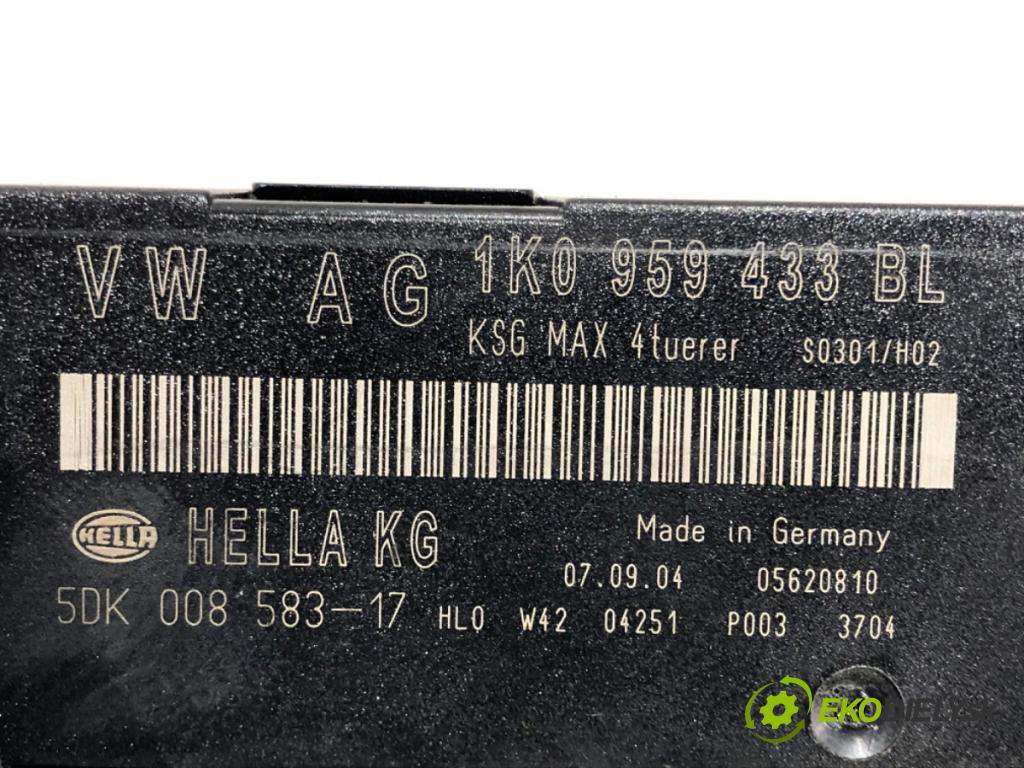 VW AG 1K0 959 433 BL
KSG MAX 4tuerer S0301/H02
HELLA HELLA KG Made in Germany
07.09.04 05620810
5DK 008 583-17 HL0 W42 04251 P003 3704